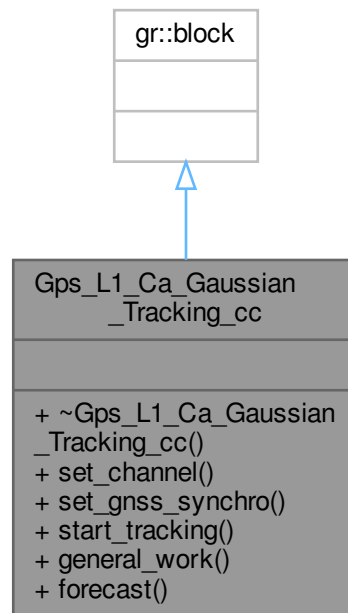 gr::block
Gps_L1_Ca_Gaussian
_Tracking_cc
+ ~Gps_L1_Ca_Gaussian
_Tracking_cc()
+ set_channel()
+ set_gnss_synchro()
+ start_tracking()
+ general_work()
+ forecast()